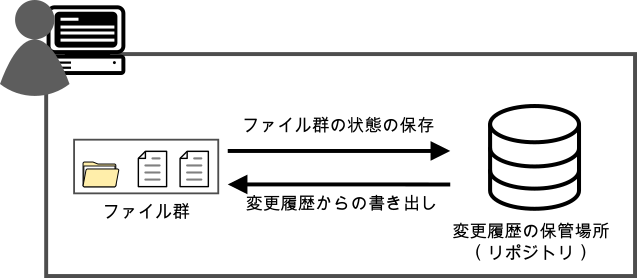 ファイル群の状態の保存
変更履歴からの書き出し
ファイル群
変更履歴の保管場所
( リポジトリ )